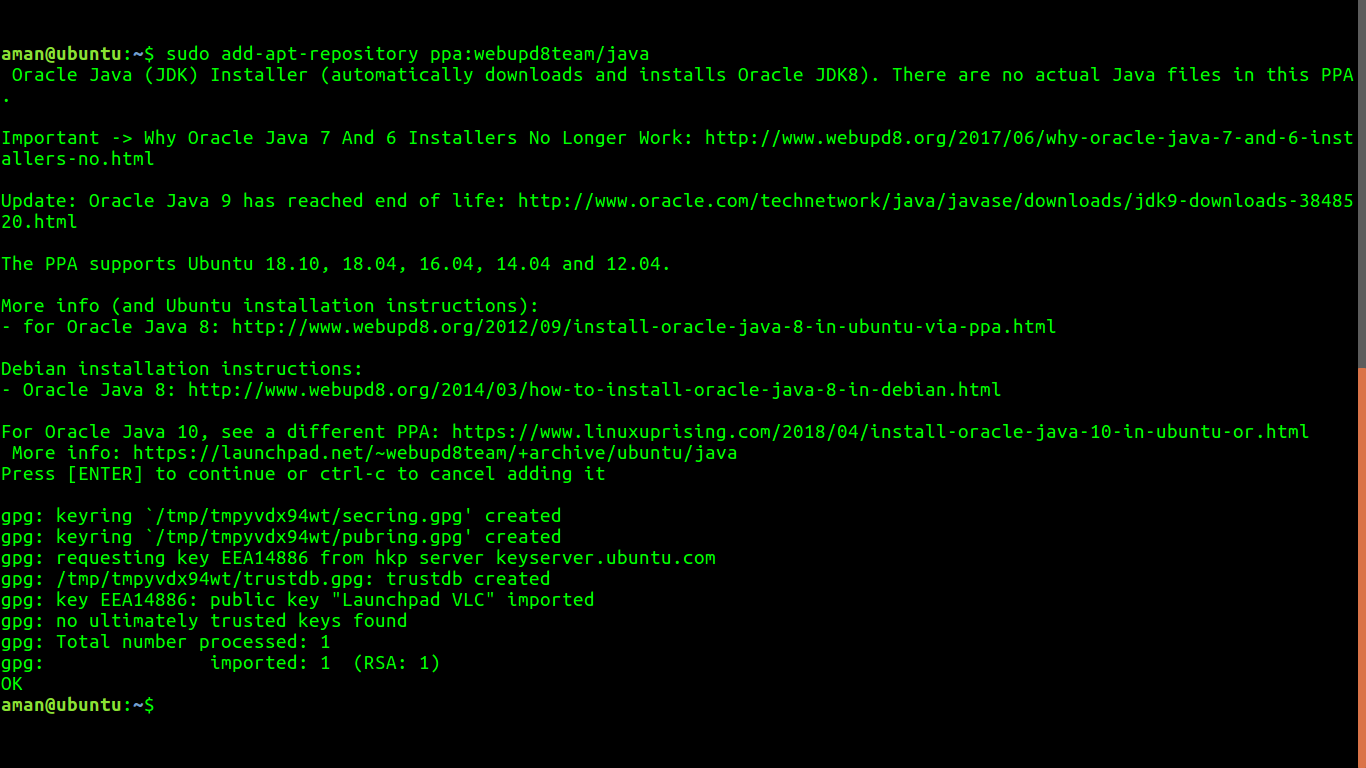 aman@ubuntu:~$ sudo add-apt-repository ppa:webupd8team/java
 Oracle Java (JDK) Installer (automatically downloads and installs Oracle JDK8). There are no actual Java files in this PPA
.
Important -> Why Oracle Java 7 And 6 Installers No Longer Work: http://www.webupd8.org/2017/06/why-oracle-java-7-and-6-inst
allers-no.html
Update: Oracle Java 9 has reached end of life: http://www.oracle.com/technetwork/java/javase/downloads/jdk9-downloads-38485
20.html
The PPA supports Ubuntu 18.10, 18.04, 16.04, 14.04 and 12.04.
More info (and Ubuntu installation instructions):
- for Oracle Java 8: http://www.webupd8.org/2012/09/install-oracle-java-8-in-ubuntu-via-ppa.html
Debian installation instructions:
- Oracle Java 8: http://www.webupd8.org/2014/03/how-to-install-oracle-java-8-in-debian.html
For Oracle Java 10, see a different PPA: https://www.linuxuprising.com/2018/04/install-oracle-java-10-in-ubuntu-or.html
 More info: https://launchpad.net/~webupd8team/+archive/ubuntu/java
Press [ENTER] to continue or ctrl-c to cancel adding it
gpg: keyring `/tmp/tmpyvdx94wt/secring.gpg' created
gpg: keyring `/tmp/tmpyvdx94wt/pubring.gpg' created
gpg: requesting key EEA14886 from hkp server keyserver.ubuntu.com
gpg: /tmp/tmpyvdx94wt/trustdb.gpg: trustdb created
gpg: key EEA14886: public key "Launchpad VLC" imported
gpg: no ultimately trusted keys found
gpg: Total number processed: 1
gpg:               imported: 1  (RSA: 1)
OK
aman@ubuntu:~$